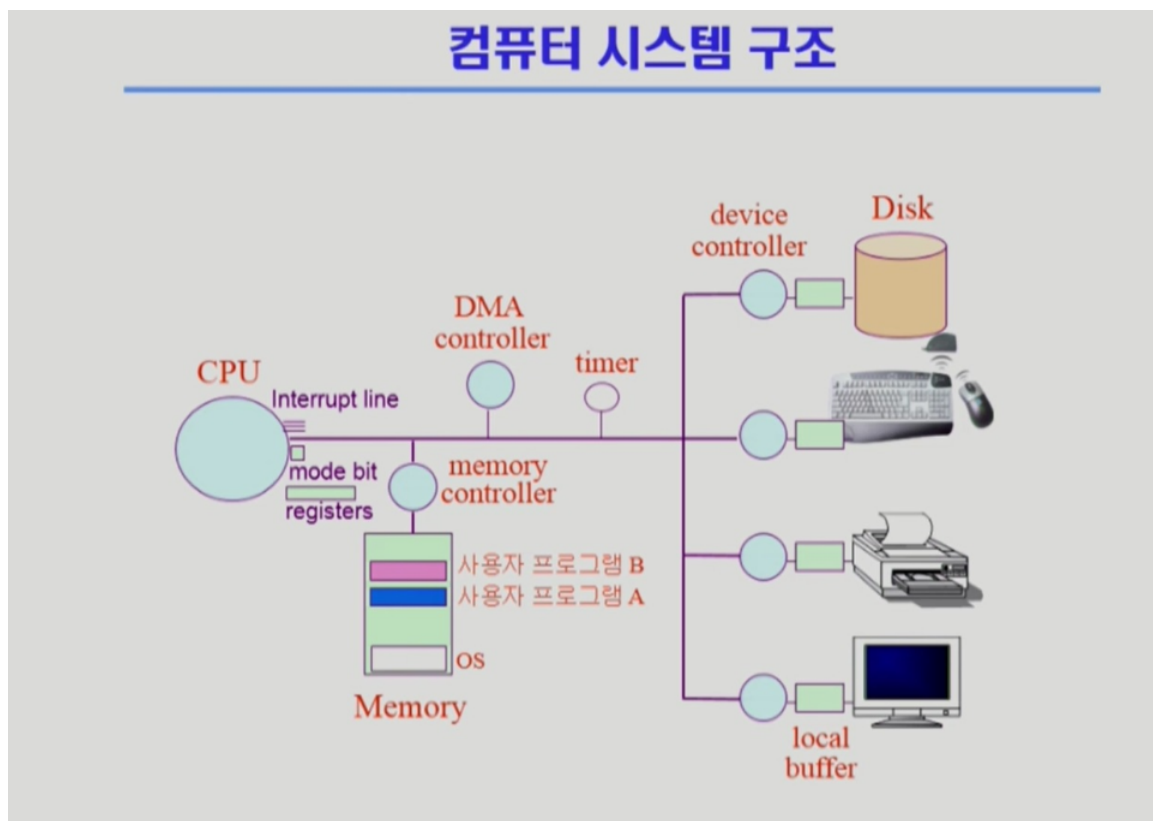 컴퓨터 시스템 구조
Disk
device
controller
DMA
controller
timer
CPU
Interrupt line
mode bit
registers
memory
controller
사용자 프로그램 B
사용자 프로그램 A
OS
Memory
local
buffer